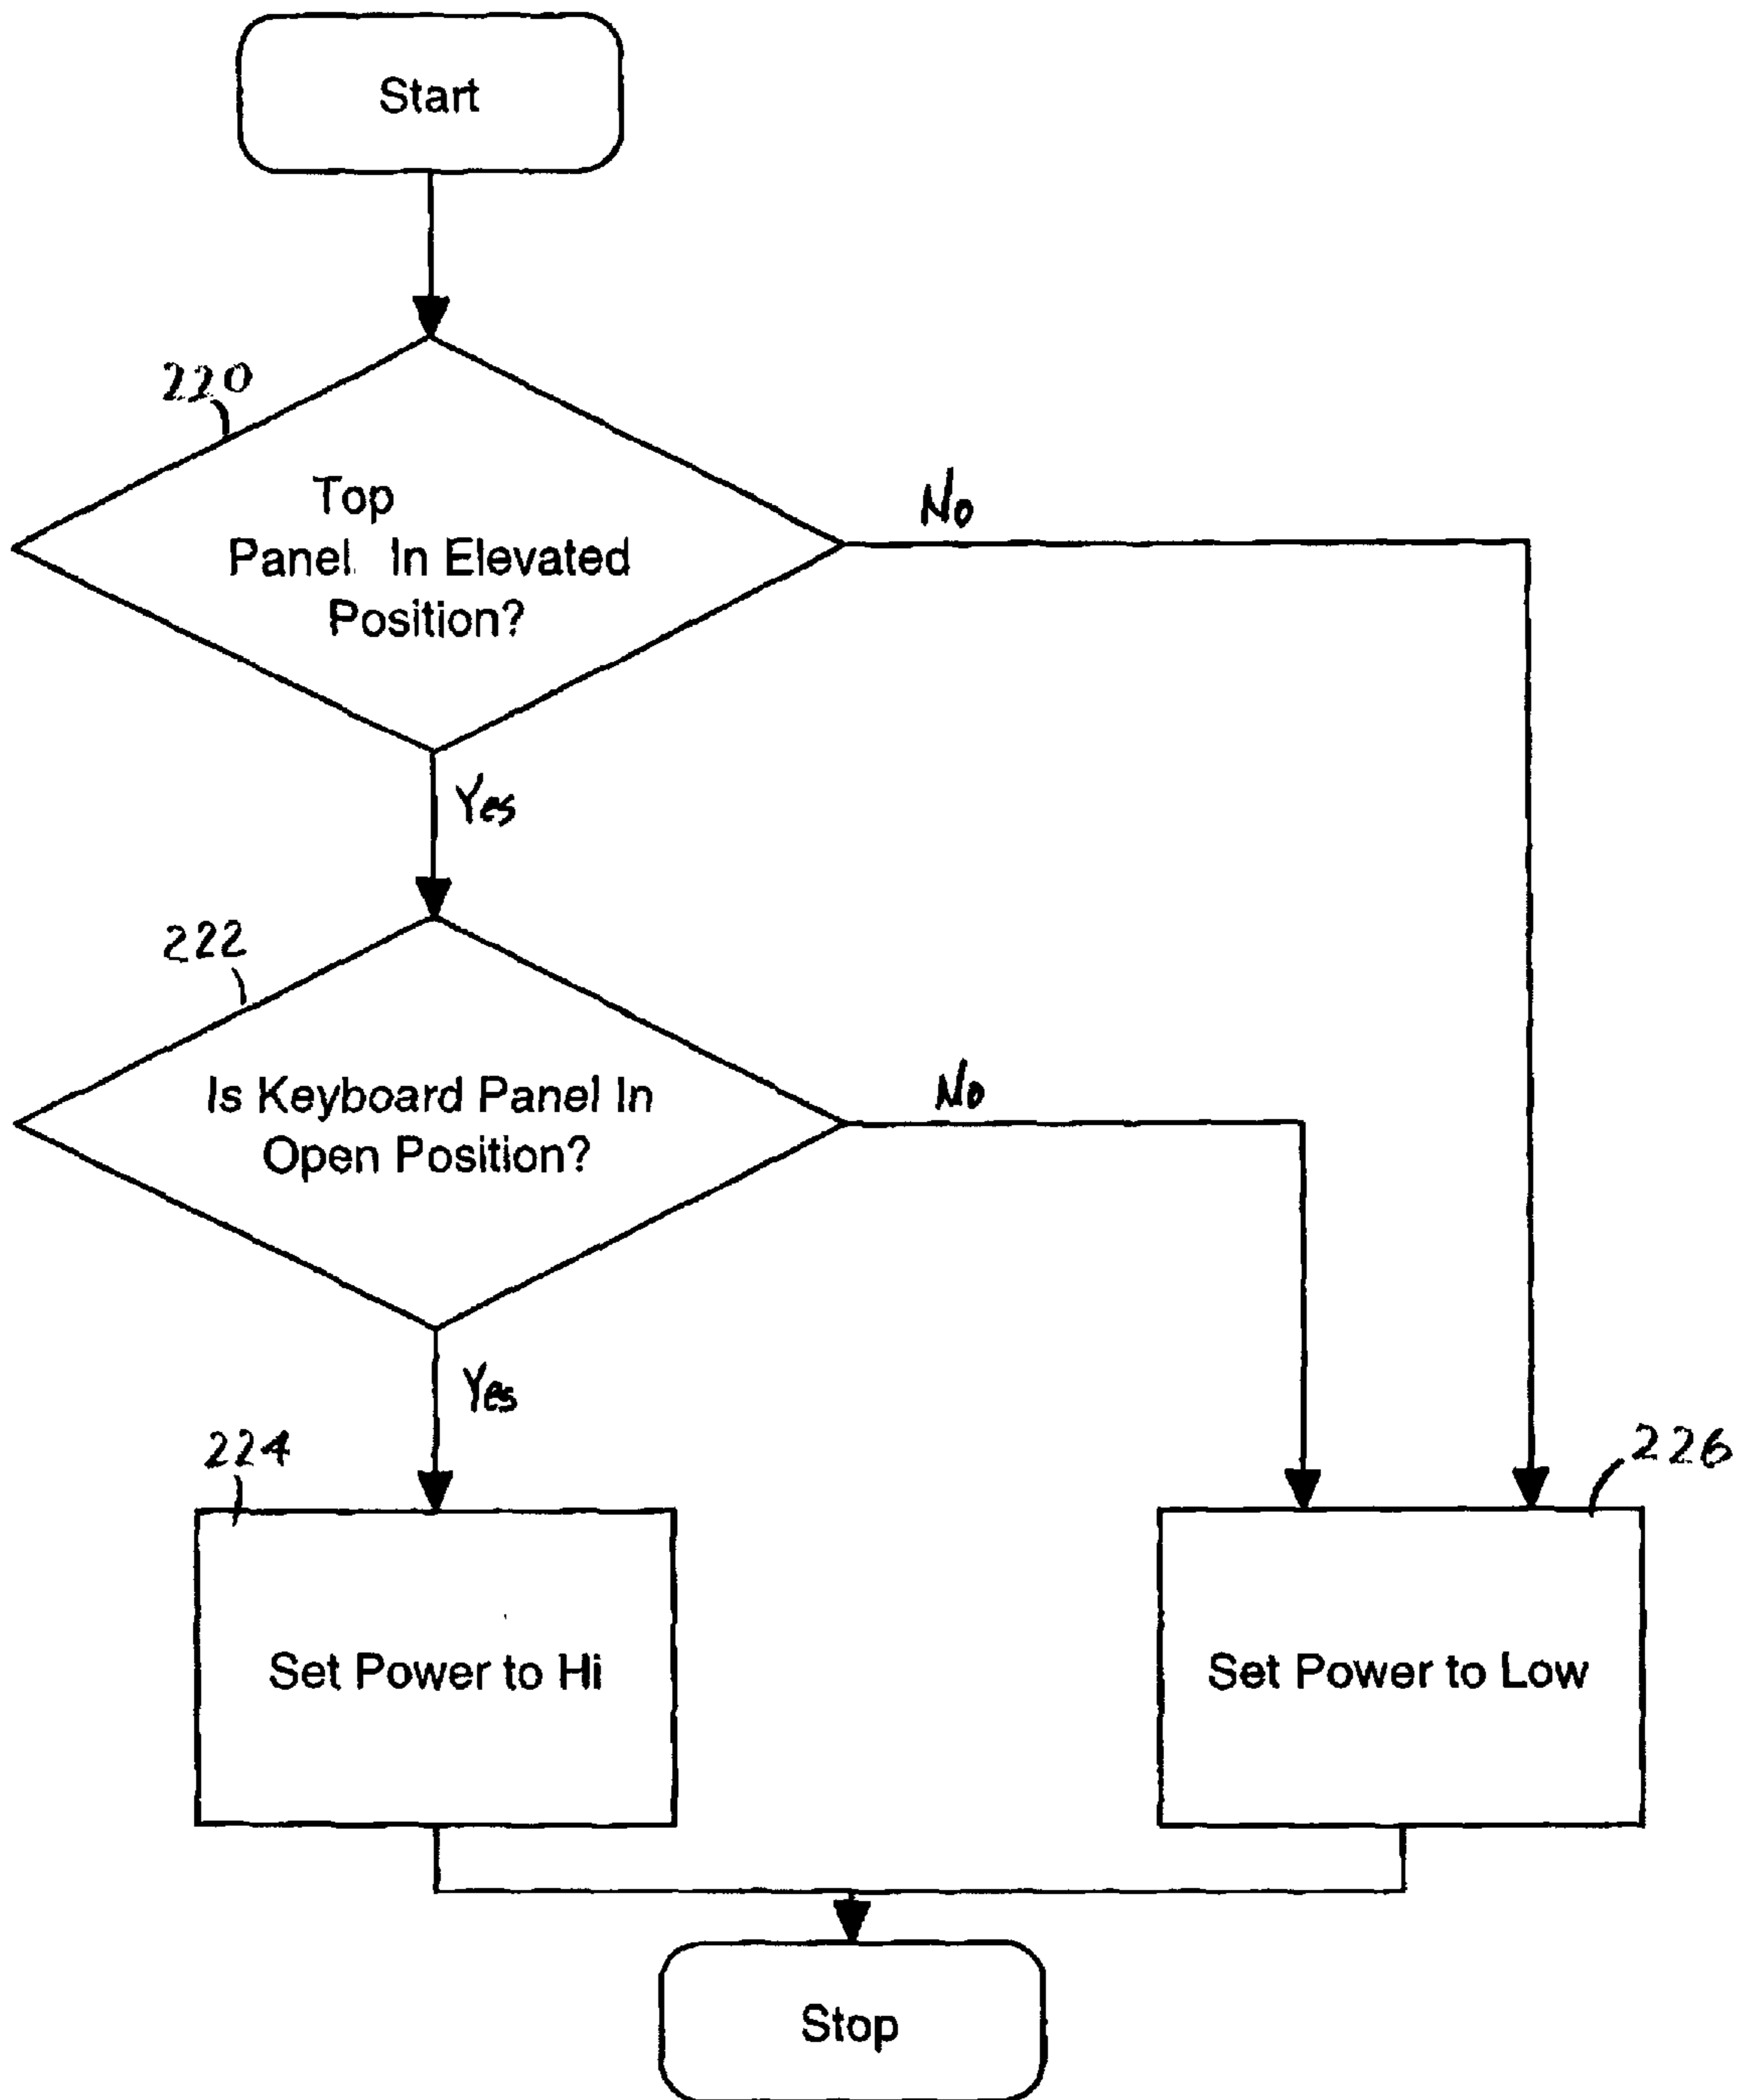 Start
220
Top
Panel In Elevated
Position?
No
Yes
222
Is Keyboard Panel In
Open Position?
No
Yes
224
226
Set Power to Hi
Set Power to Low
Stop